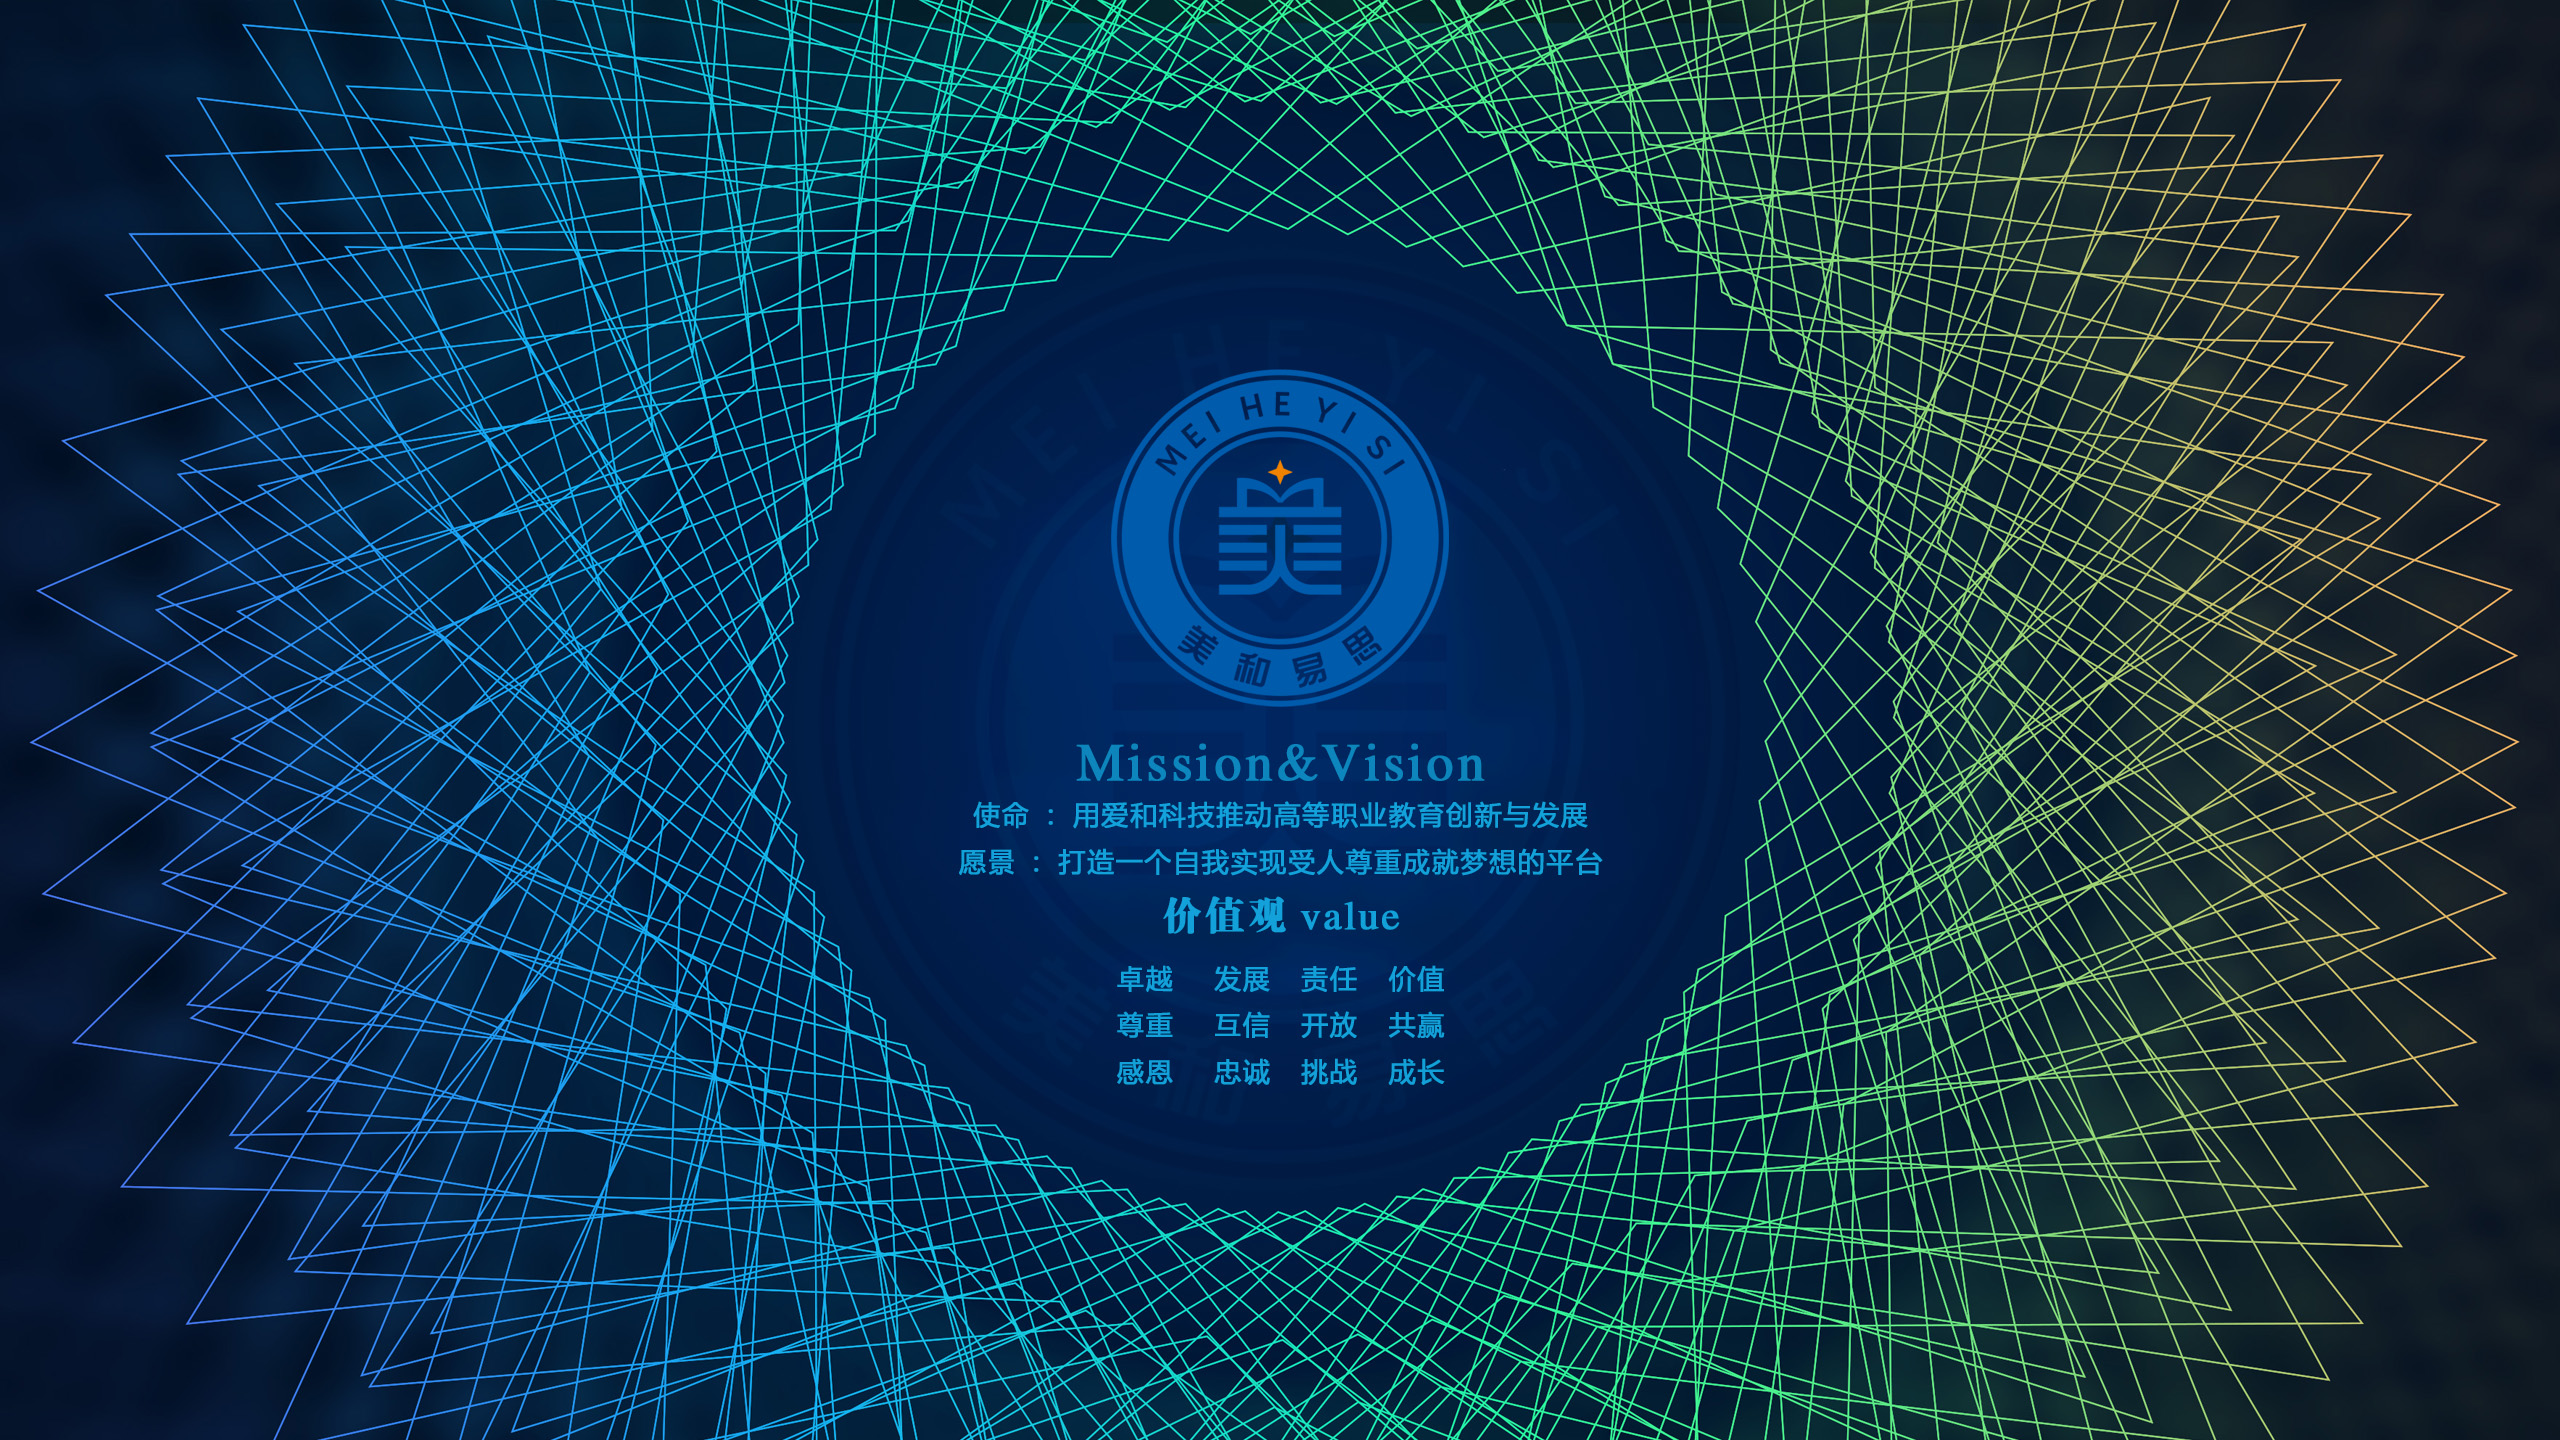 MEI HE YI SI
美和易思
Mission&Vision
使命 ： 用爱和科技推动高等职业教育创新与发展
愿景 ： 打造一个自我实现受人尊重成就梦想的平台
价值观 value
卓越 发展 责任 价值
尊重 互信 开放 共赢
感恩 忠诚 挑战 成长